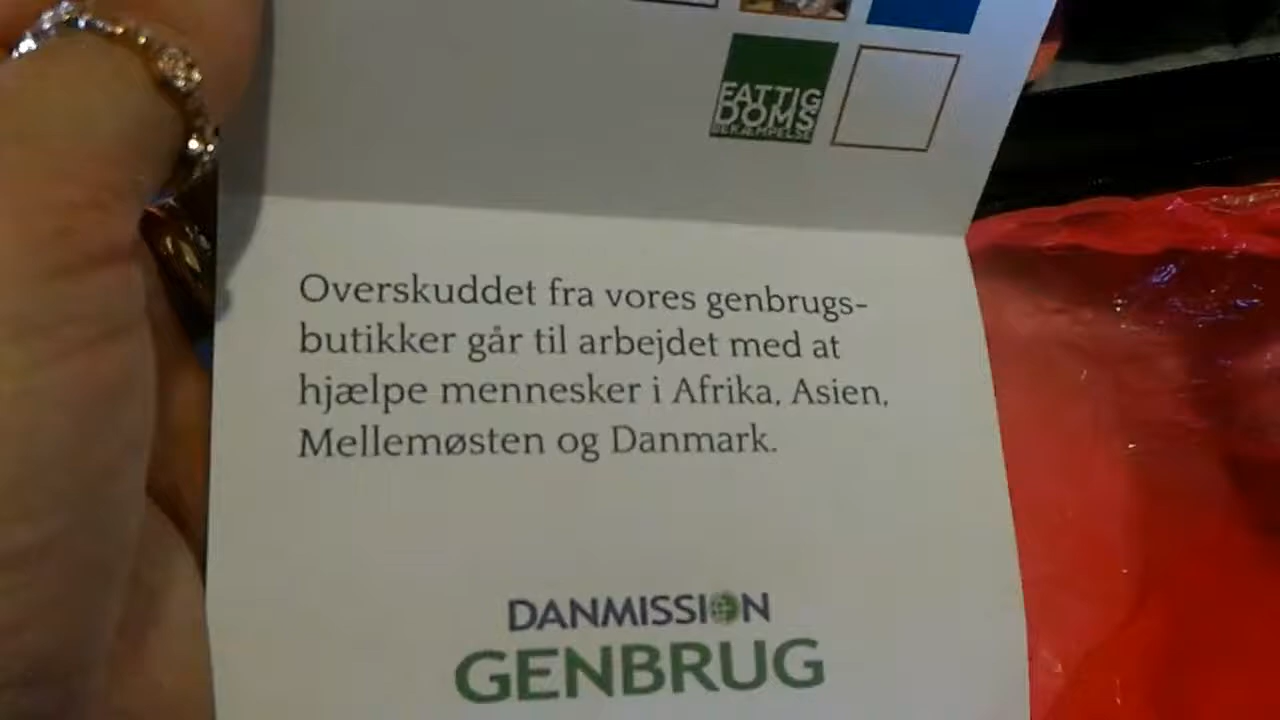 FATTIG
DOMS
BEKÆMPELSE
Overskuddet fra vores genbrugs-
butikker går til arbejdet med at
hjælpe mennesker i Afrika, Asien,
Mellemøsten og Danmark.
DANMISSION
GENBRUG